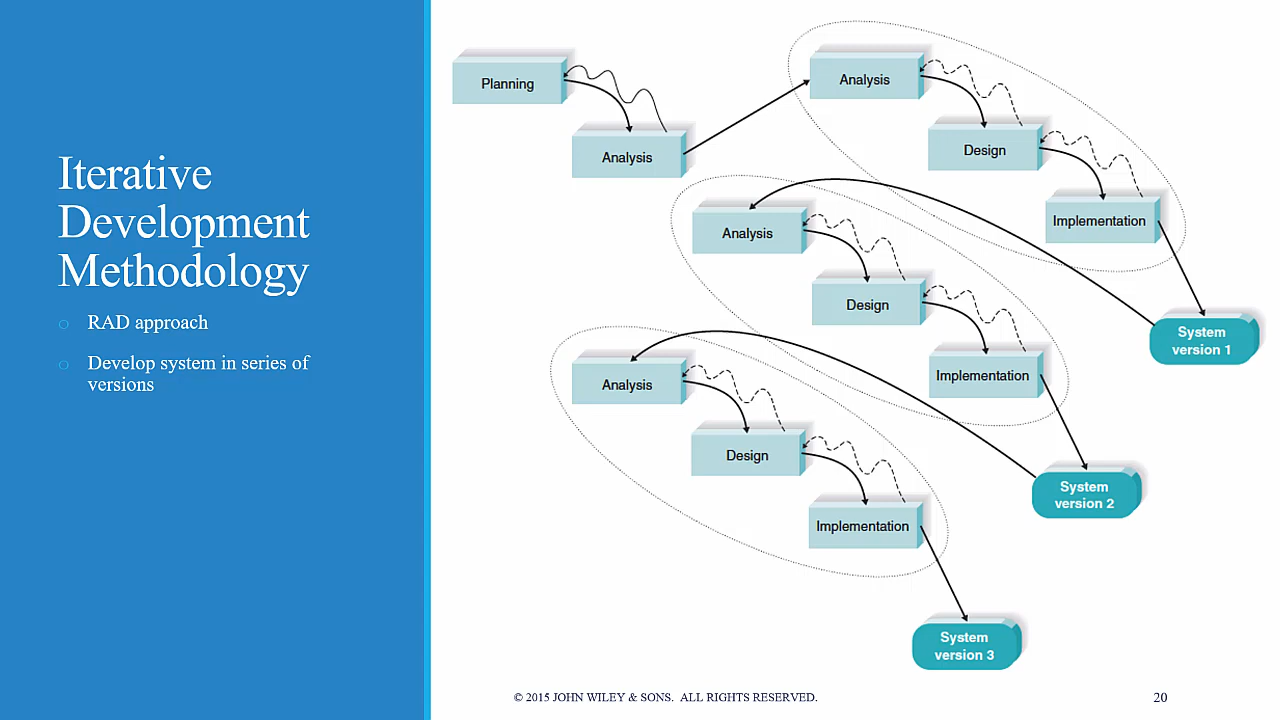 Iterative
Development
Methodology
o RAD approach
o Develop system in series of
versions
Planning
Analysis
Analysis
Design
Implementation
System
version 1
Analysis
Design
Implementation
System
version 2
Analysis
Design
Implementation
System
version 3
© 2015 JOHN WILEY & SONS. ALL RIGHTS RESERVED.
20